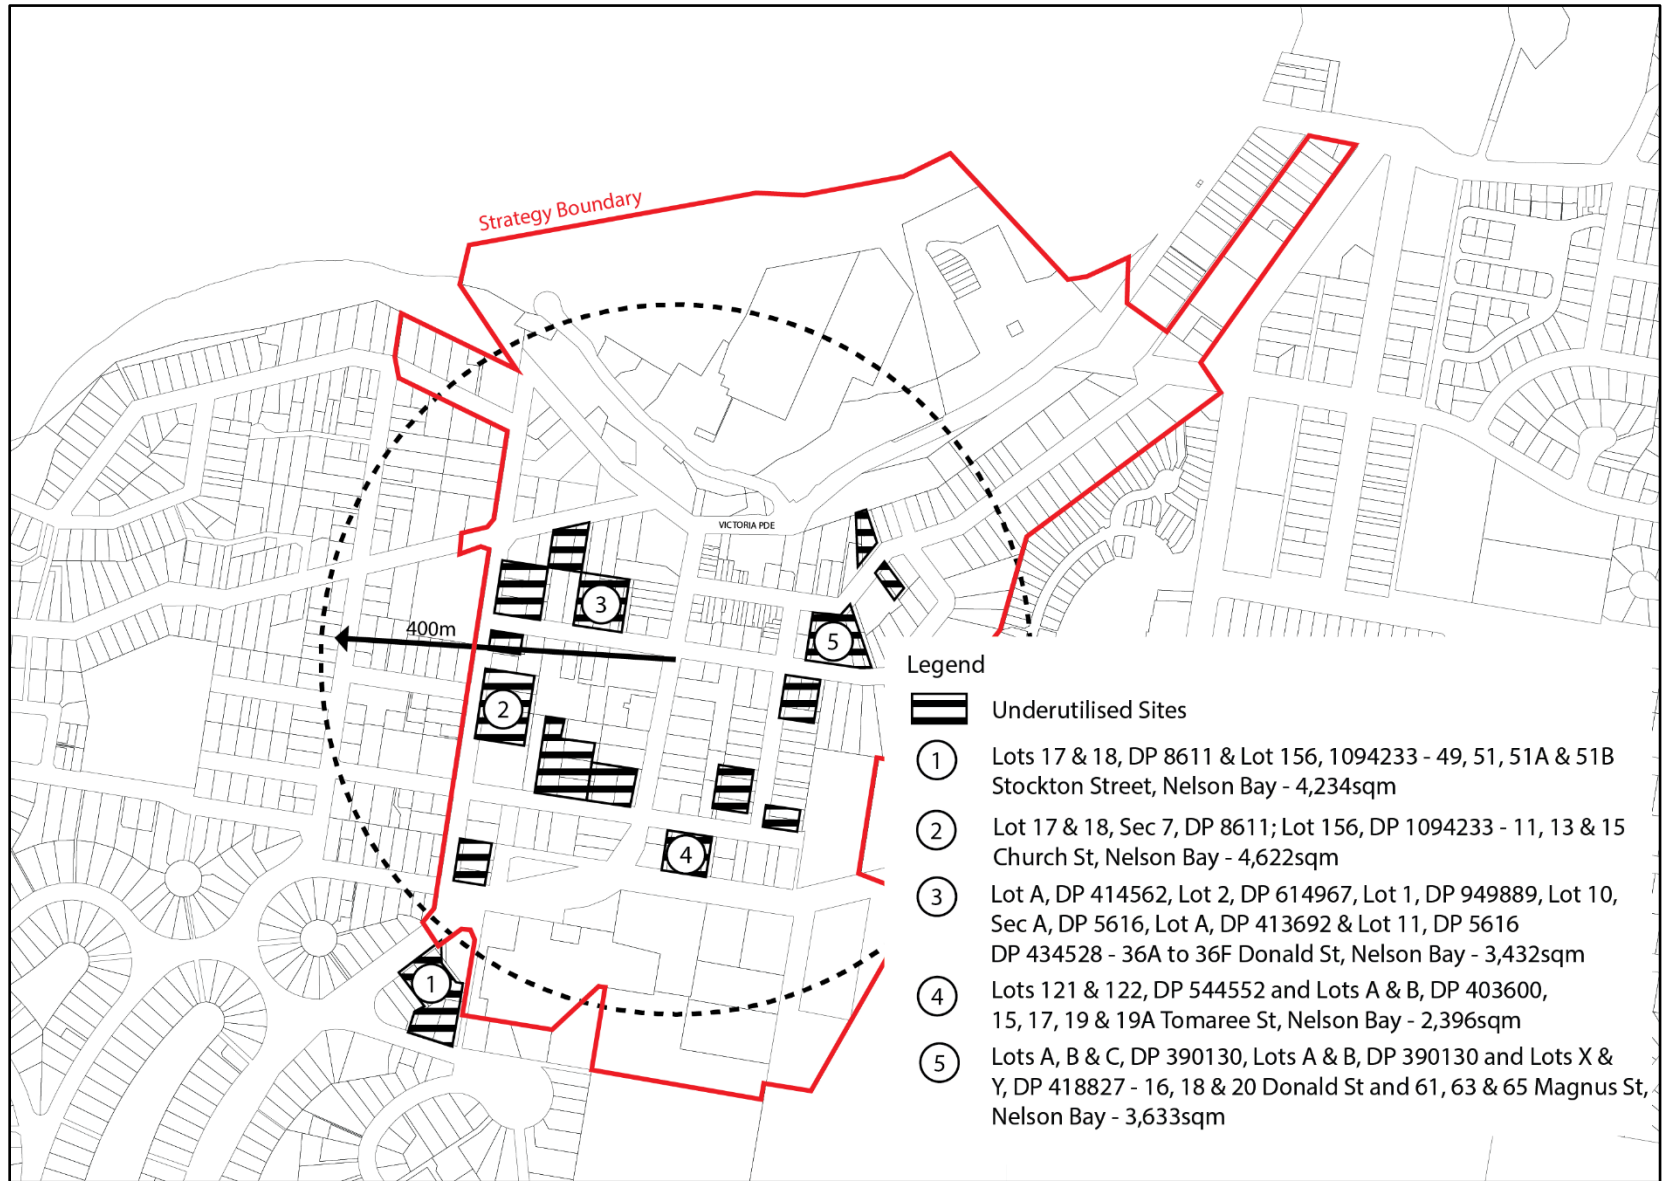 Strategy Boundary
VICTORIA PDE
3
400m
5
2
4
1
Legend
Underutilised Sites
1 Lots 17 & 18, DP 8611 & Lot 156, 1094233 - 49, 51, 51A & 51B
Stockton Street, Nelson Bay - 4,234sqm
2 Lot 17 & 18, Sec 7, DP 8611; Lot 156, DP 1094233 - 11, 13 & 15
Church St, Nelson Bay - 4,622sqm
3 Lot A, DP 414562, Lot 2, DP 614967, Lot 1, DP 949889, Lot 10,
Sec A, DP 5616, Lot A, DP 413692 & Lot 11, DP 5616
DP 434528 - 36A to 36F Donald St, Nelson Bay - 3,432sqm
4 Lots 121 & 122, DP 544552 and Lots A & B, DP 403600,
15, 17, 19 & 19A Tomaree St, Nelson Bay - 2,396sqm
5 Lots A, B & C, DP 390130, Lots A & B, DP 390130 and Lots X &
Y, DP 418827 - 16, 18 & 20 Donald St and 61, 63 & 65 Magnus St,
Nelson Bay - 3,633sqm